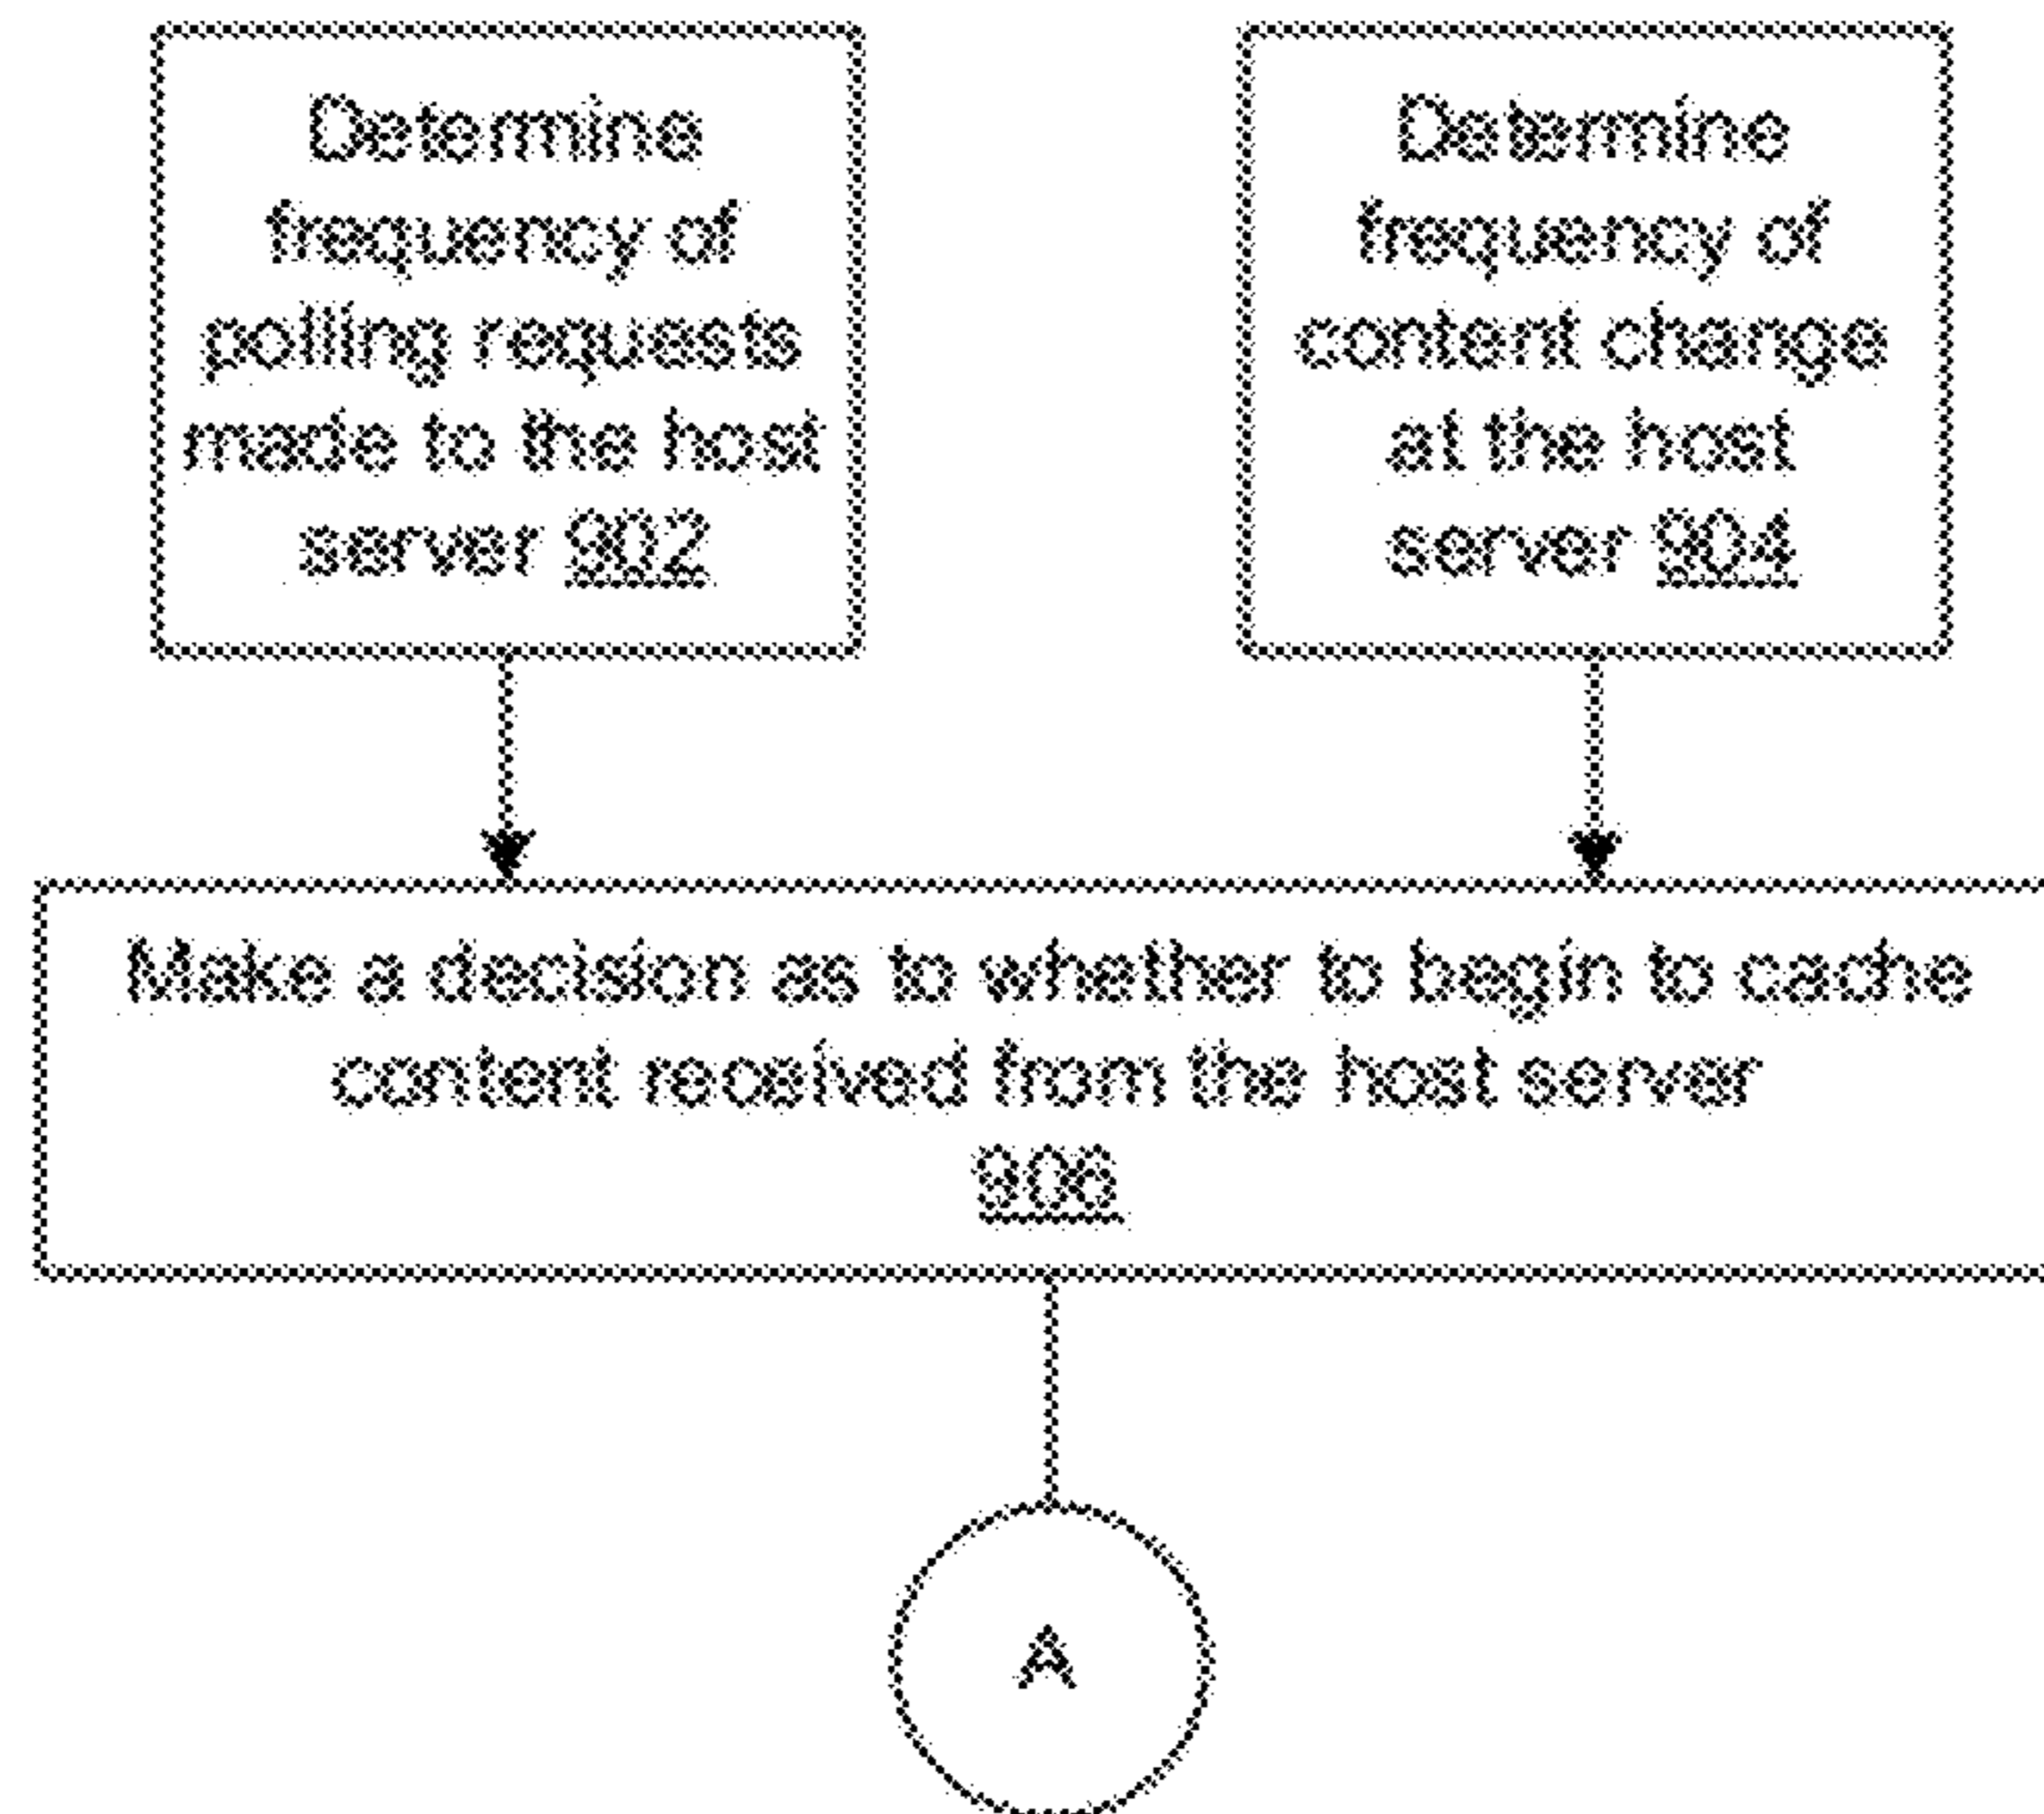 Determine
frequency of
polling requests
made to the host
server 902
Determine
frequency of
content change
at the host
server 904
Make a decision as to whether to begin to cache
content received from the host server
906
A